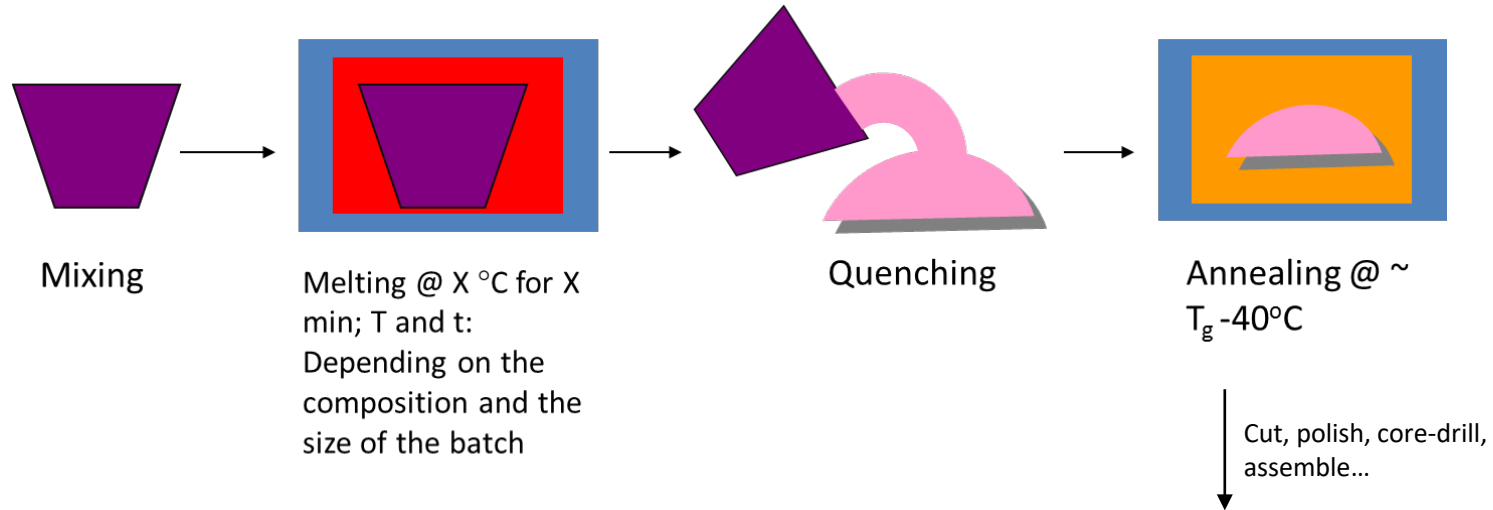 Mixing
Melting @ X °C for X
min; T and t:
Depending on the
composition and the
size of the batch
Quenching
Annealing @ ~
Tg -40°C
Cut, polish, core-drill,
assemble…